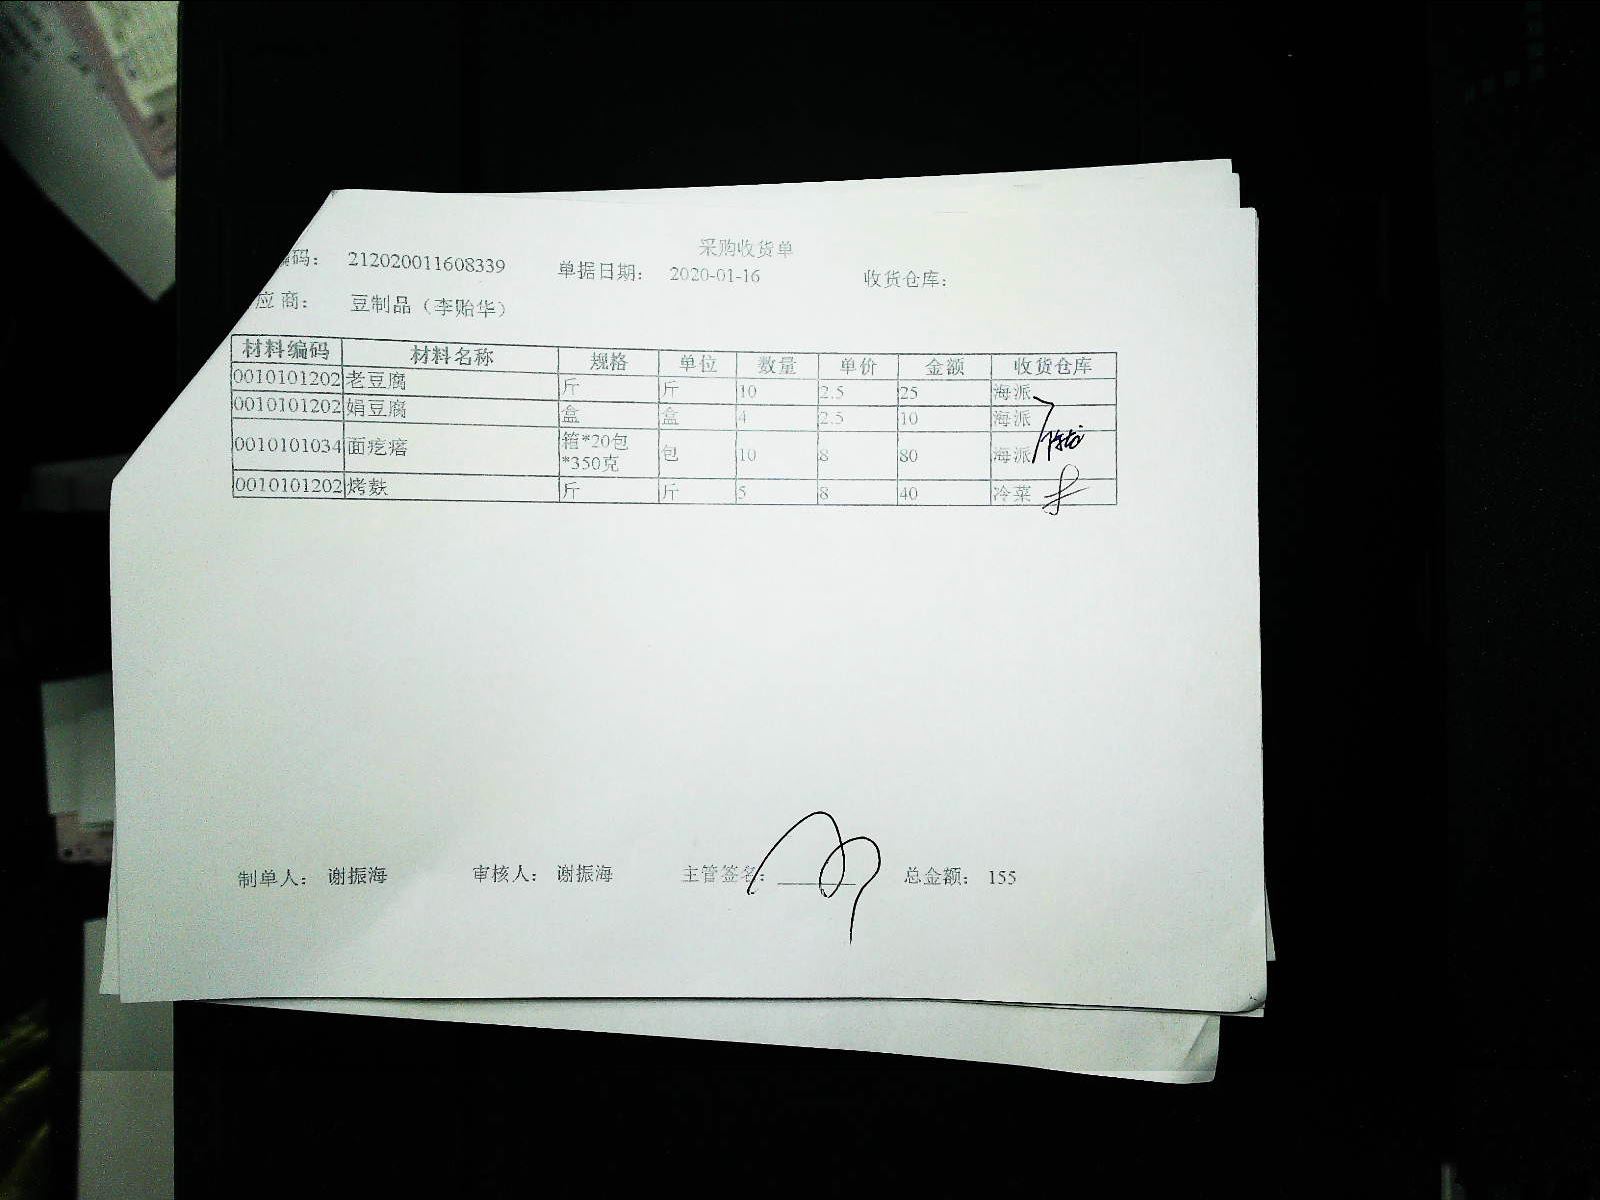 采购收货单
编码： 212020011608339 单据日期： 2020-01-16 收货仓库：
应商： 豆制品（李贻华）
材料编码 材料名称 规格 单位 数量 单价 金额 收货仓库
0010101202 老豆腐 斤 斤 10 2.5 25 海派
0010101202 娟豆腐 盒 盒 4 2.5 10 海派
0010101034 面疙瘩 箱*20包*350克 包 10 8 80 海派
0010101202 烤麸 斤 斤 5 8 40 冷菜
制单人： 谢振海 审核人： 谢振海 主管签名： 总金额： 155